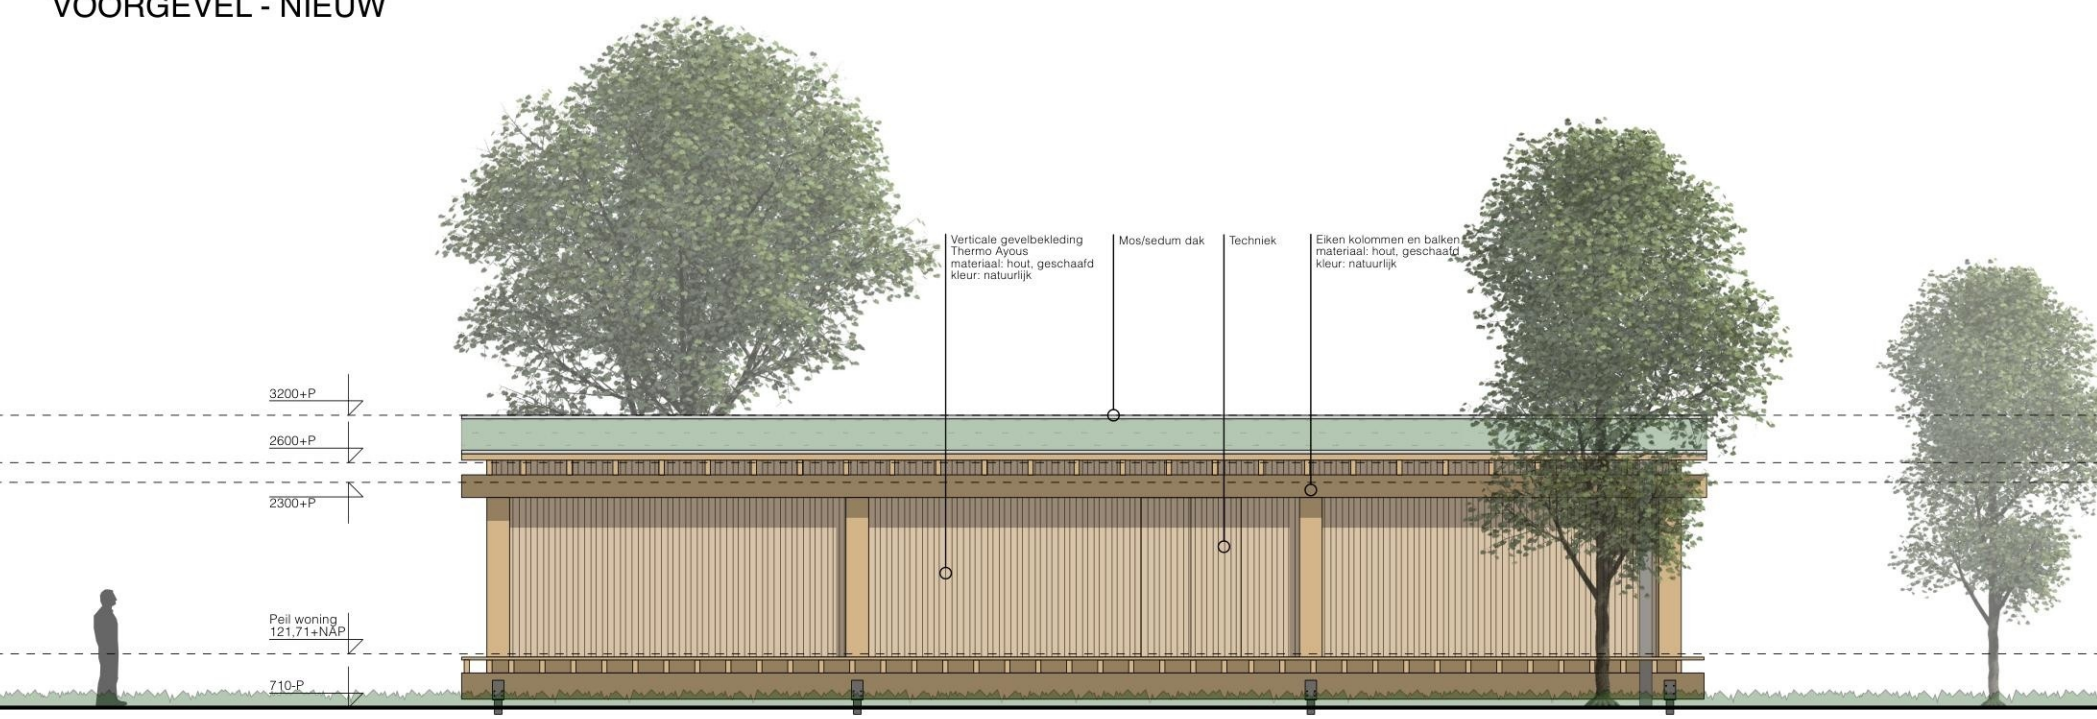 VOORGEVEL - NIEUW
Verticale gevelbekleding
Thermo Ayous
materiaal: hout, geschaafd
kleur: natuurlijk
Mos/sedum dak
Techniek
Eiken kolommen en balken
materiaal: hout, geschaafd
kleur: natuurlijk
3200+P
2600+P
2300+P
Peil woning
121,71+NAP
710-P